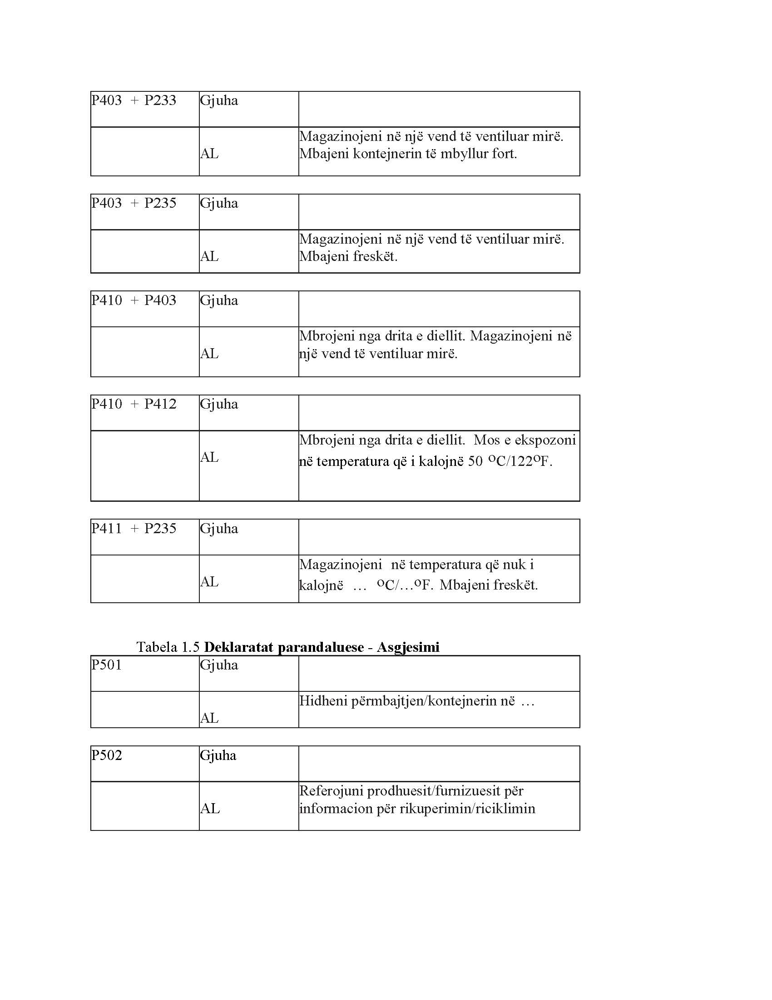 P403 + P233 Gjuha
Magazinojeni në një vend të ventiluar mirë.
AL Mbajeni kontejnerin të mbyllur fort.
P403 + P235 Gjuha
Magazinojeni në një vend të ventiluar mirë.
AL Mbajeni freskët.
P410 + P403 Gjuha
Mbrojeni nga drita e diellit. Magazinojeni në
AL një vend të ventiluar mirë.
P410 + P412 Gjuha
Mbrojeni nga drita e diellit. Mos e ekspozoni
AL në temperatura që i kalojnë 50 ºC/122ºF.
P411 + P235 Gjuha
Magazinojeni në temperatura që nuk i
AL kalojnë … ºC/…ºF. Mbajeni freskët.
Tabela 1.5 Deklaratat parandaluese - Asgjesimi
P501 Gjuha
Hidheni përmbajtjen/kontejnerin në …
AL
P502 Gjuha
Referojuni prodhuesit/furnizuesit për
AL informacion për rikuperimin/riciklimin